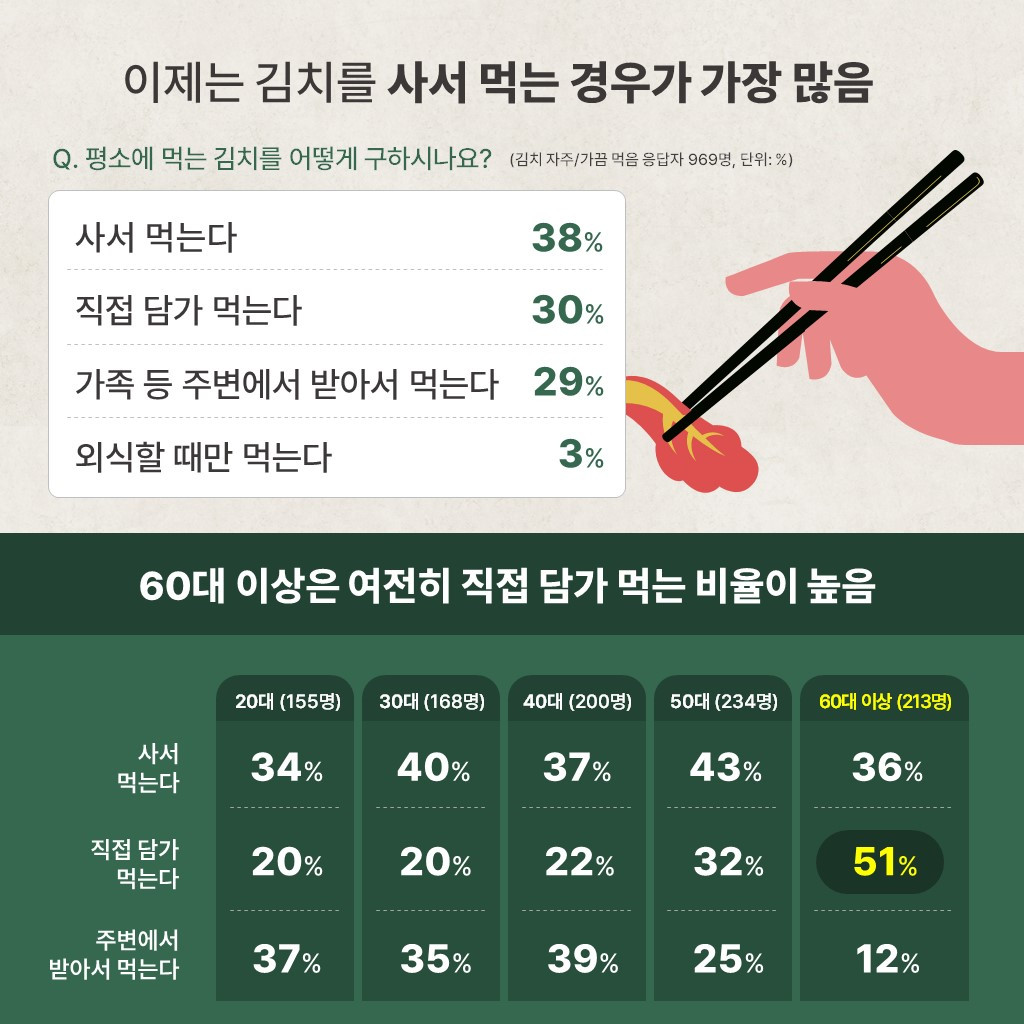 이제는 김치를 사서 먹는 경우가 가장 많음
Q. 평소에 먹는 김치를 어떻게 구하시나요? (김치 자주/가끔 먹음 응답자 969명, 단위: %)
사서 먹는다 38%
직접 담가 먹는다 30%
가족 등 주변에서 받아서 먹는다 29%
외식할 때만 먹는다 3%
60대 이상은 여전히 직접 담가 먹는 비율이 높음
20대 (155명) 30대 (168명) 40대 (200명) 50대 (234명) 60대 이상 (213명)
사서
먹는다
34% 40% 37% 43% 36%
직접 담가
먹는다
20% 20% 22% 32% 51%
주변에서
받아서 먹는다
37% 35% 39% 25% 12%